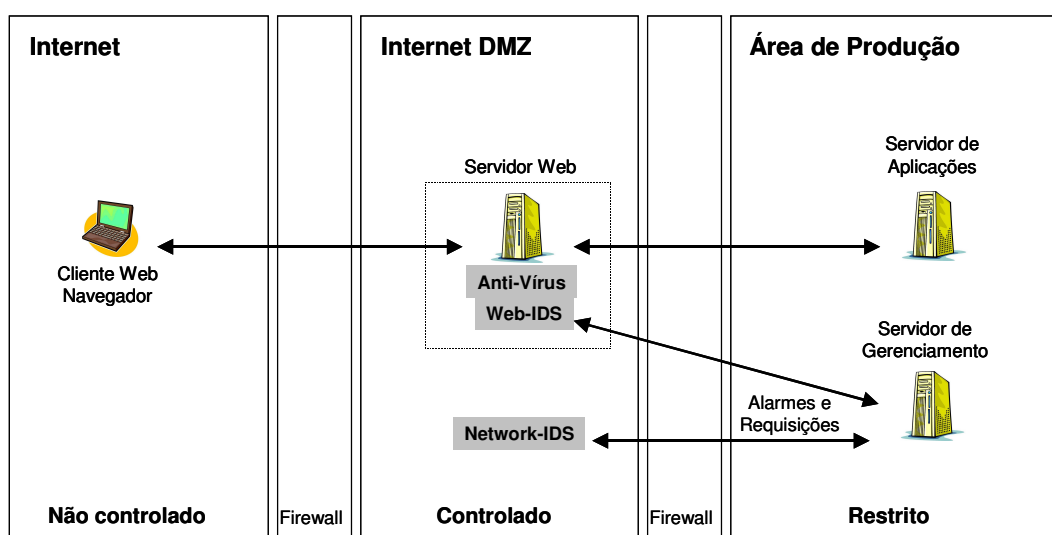 Internet
Internet DMZ
Área de Produção
Servidor Web
Servidor de
Aplicações
Cliente Web
Navegador
Anti-Vírus
Web-IDS
Servidor de
Gerenciamento
Alarmes e
Requisições
Network-IDS
Não controlado
Firewall
Controlado
Firewall
Restrito